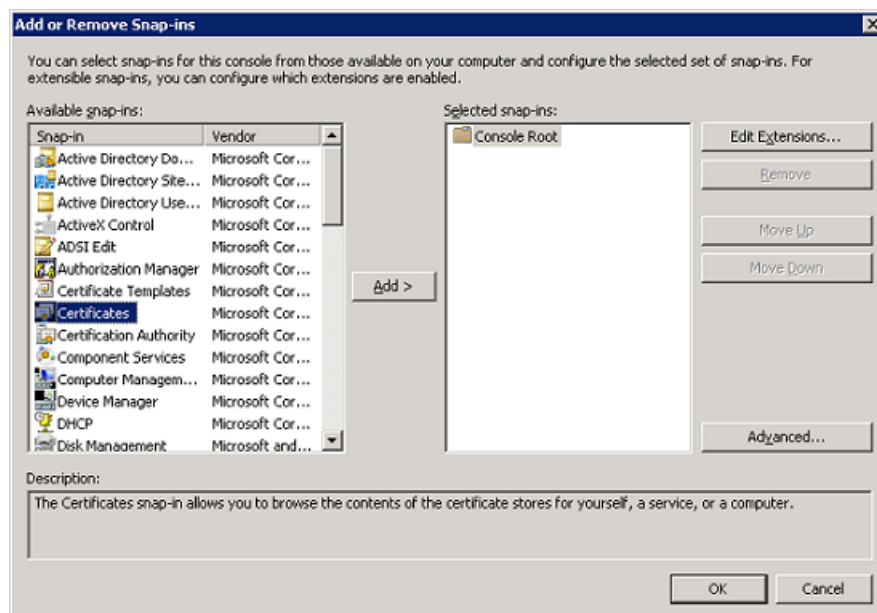 Add or Remove Snap-ins
You can select snap-ins for this console from those available on your computer and configure the selected set of snap-ins. For
extensible snap-ins, you can configure which extensions are enabled.
Available snap-ins:
Snap-in Vendor
Active Directory Do... Microsoft Cor...
Active Directory Site... Microsoft Cor...
Active Directory Use... Microsoft Cor...
ActiveX Control Microsoft Cor...
ADSI Edit Microsoft Cor...
Authorization Manager Microsoft Cor...
Certificate Templates Microsoft Cor...
Certificates Microsoft Cor...
Certification Authority Microsoft Cor...
Component Services Microsoft Cor...
Computer Managem... Microsoft Cor...
Device Manager Microsoft Cor...
DHCP Microsoft Cor...
Disk Management Microsoft and...
Add >
Selected snap-ins:
Console Root
Edit Extensions...
Remove
Move Up
Move Down
Advanced...
Description:
The Certificates snap-in allows you to browse the contents of the certificate stores for yourself, a service, or a computer.
OK Cancel